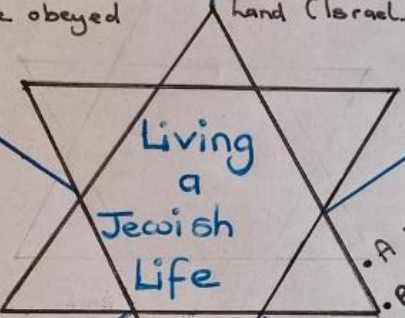 e obeyed
Land (Israel
Living
a
Jewish
Life
• A
• B